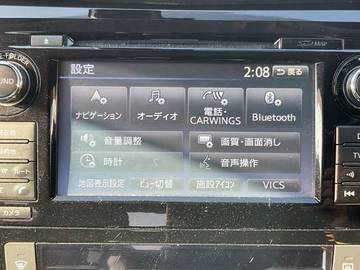 MAP
設定
2:08
戻る
ナビゲーション
オーディオ
電話・
CARWINGS
Bluetooth
音量調整
画質・画面消し
時計
音声操作
地図表示設定
ビュー切替
施設アイコン
VICS
カメラ
TV